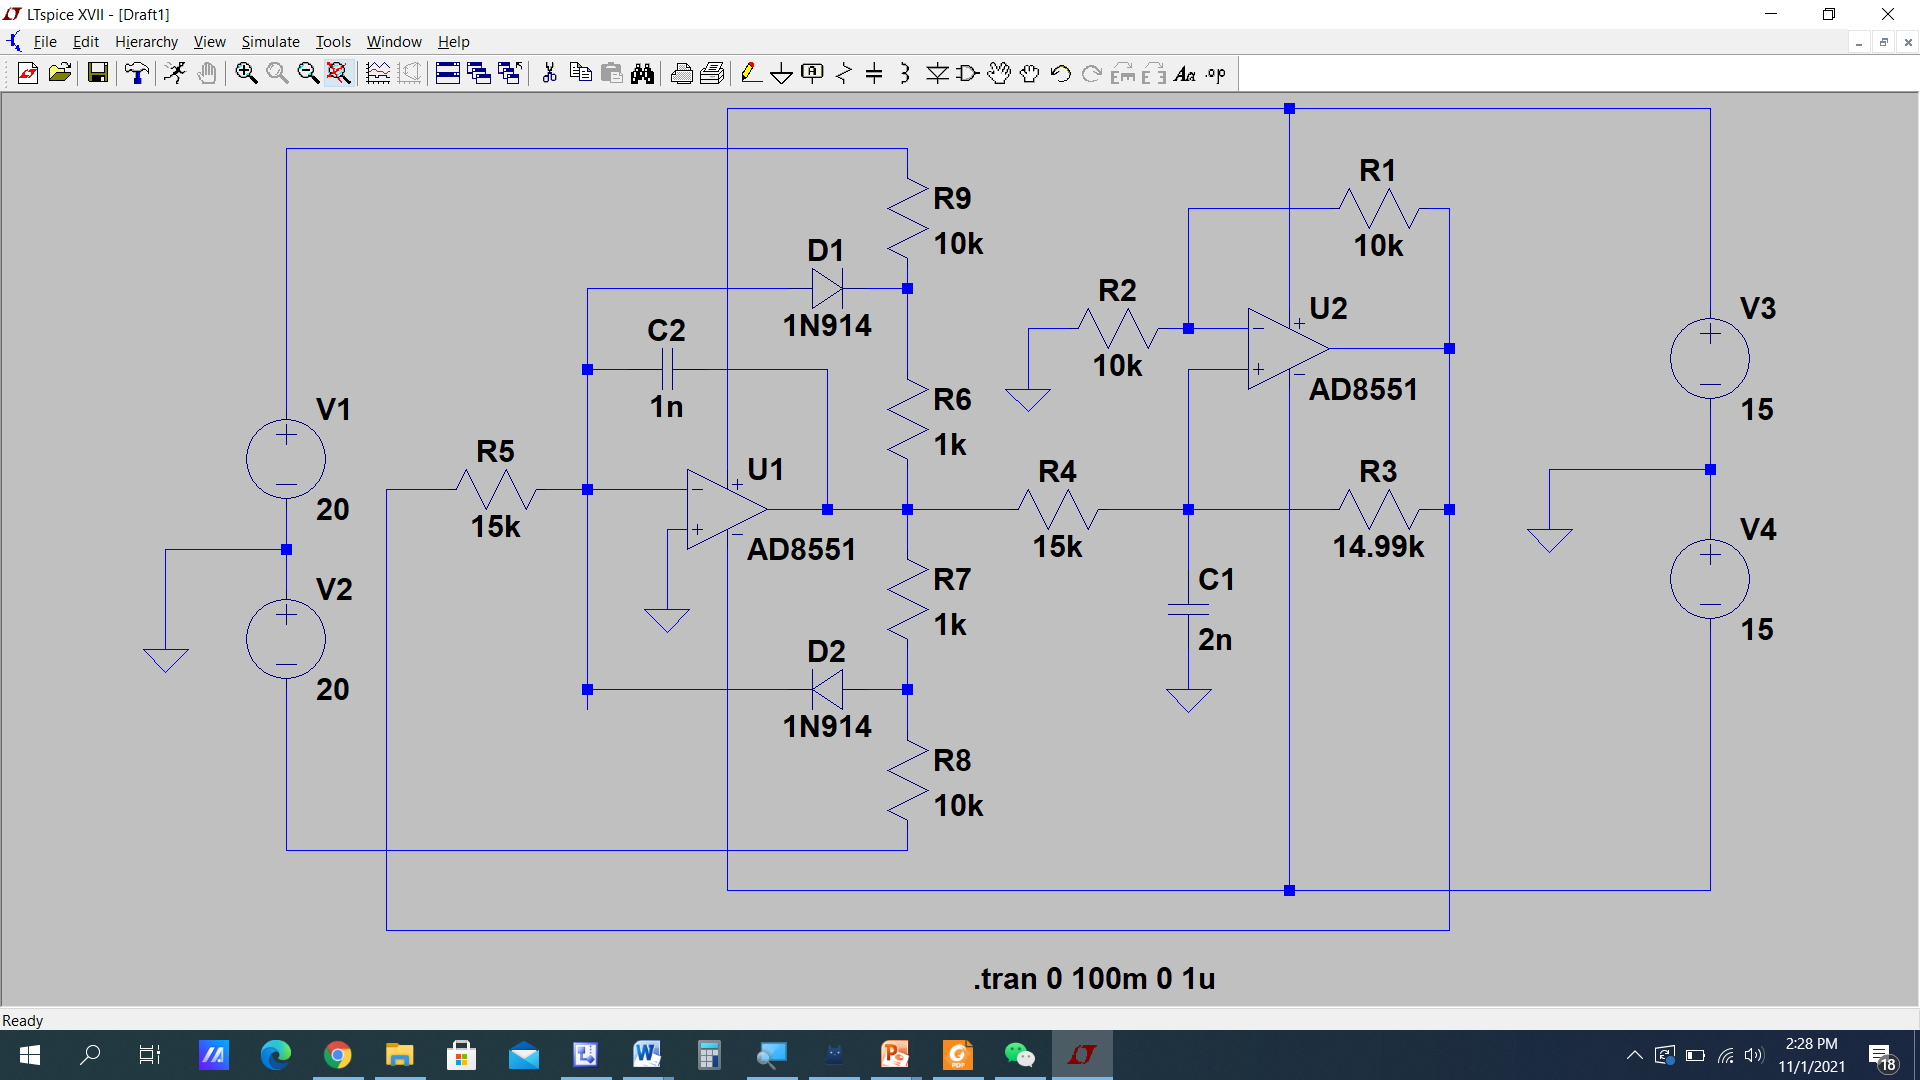 LTspice XVII - [Draft1]
File Edit Hierarchy View Simulate Tools Window Help
R1
10k
R9
10k
D1
1N914
R2
10k
U2
AD8551
V3
15
C2
1n
R6
1k
V1
20
R5
15k
U1
AD8551
R4
15k
R3
14.99k
V4
15
V2
20
R7
1k
C1
2n
D2
1N914
R8
10k
.tran 0 100m 0 1u
Ready
2:28 PM
11/1/2021
18